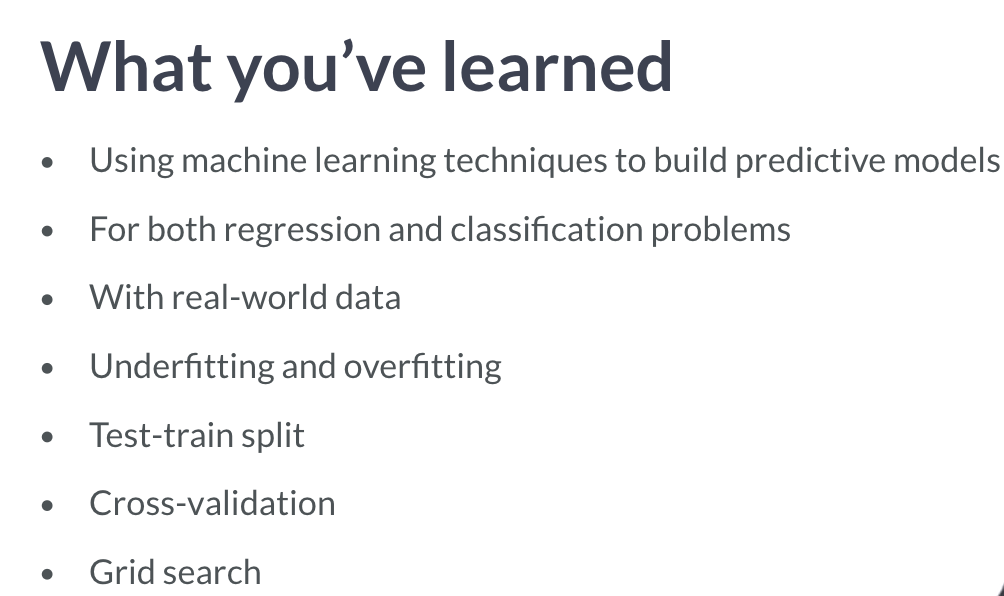 What you’ve learned
• Using machine learning techniques to build predictive models
• For both regression and classification problems
• With real-world data
• Underfitting and overfitting
• Test-train split
• Cross-validation
• Grid search